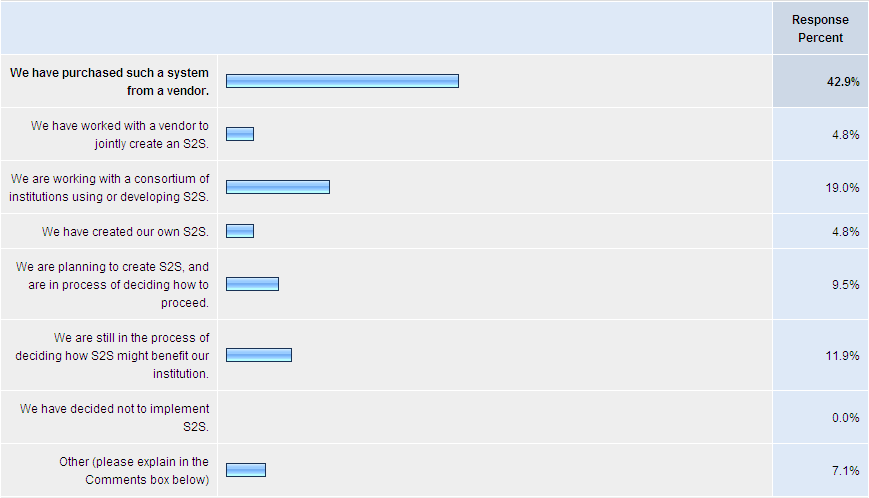 Response
Percent
We have purchased such a system
from a vendor.
42.9%
We have worked with a vendor to
jointly create an S2S.
4.8%
We are working with a consortium of
institutions using or developing S2S.
19.0%
We have created our own S2S.
4.8%
We are planning to create S2S, and
are in process of deciding how to
proceed.
9.5%
We are still in the process of
deciding how S2S might benefit our
institution.
11.9%
We have decided not to implement
S2S.
0.0%
Other (please explain in the
Comments box below)
7.1%